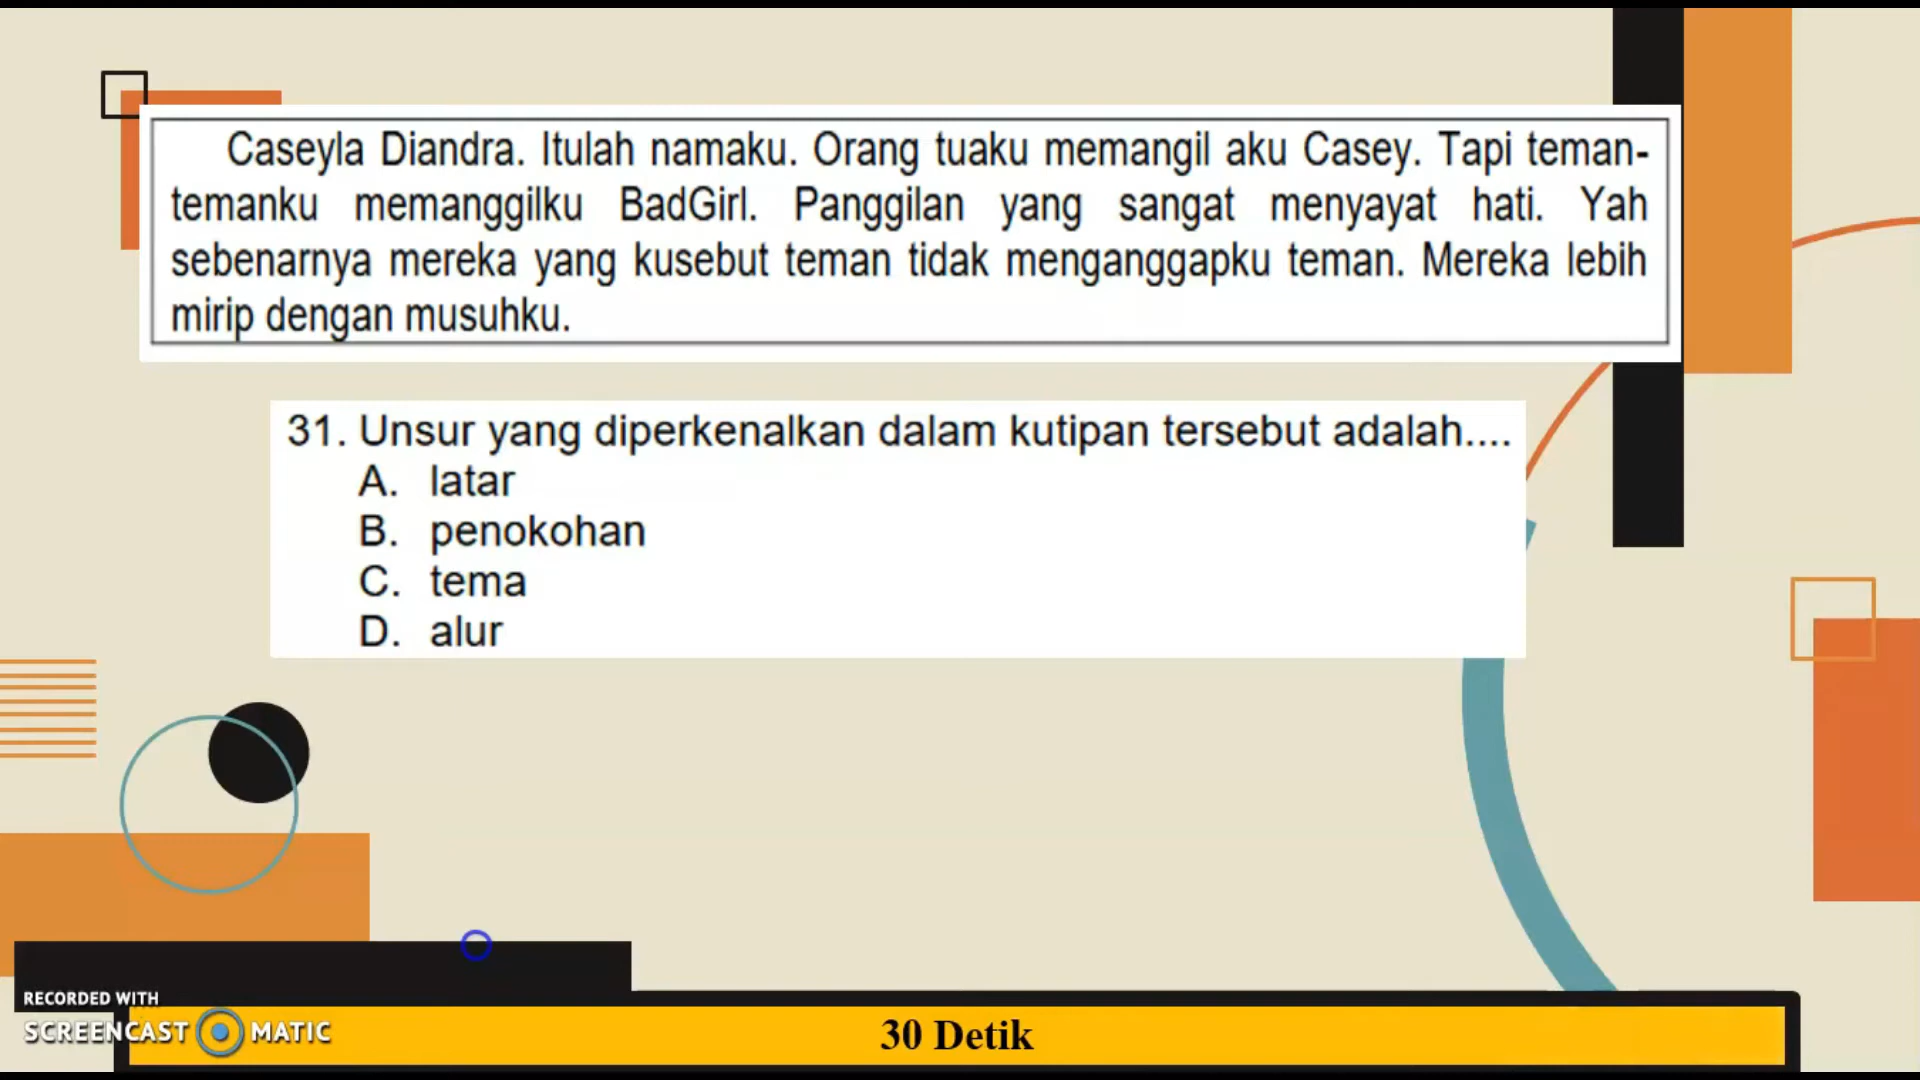 Caseyla Diandra. Itulah namaku. Orang tuaku memangil aku Casey. Tapi teman-
temanku memanggilku BadGirl. Panggilan yang sangat menyayat hati. Yah
sebenarnya mereka yang kusebut teman tidak menganggapku teman. Mereka lebih
mirip dengan musuhku.
31. Unsur yang diperkenalkan dalam kutipan tersebut adalah....
A. latar
B. penokohan
C. tema
D. alur
RECORDED WITH
SCREENCAST MATIC
30 Detik